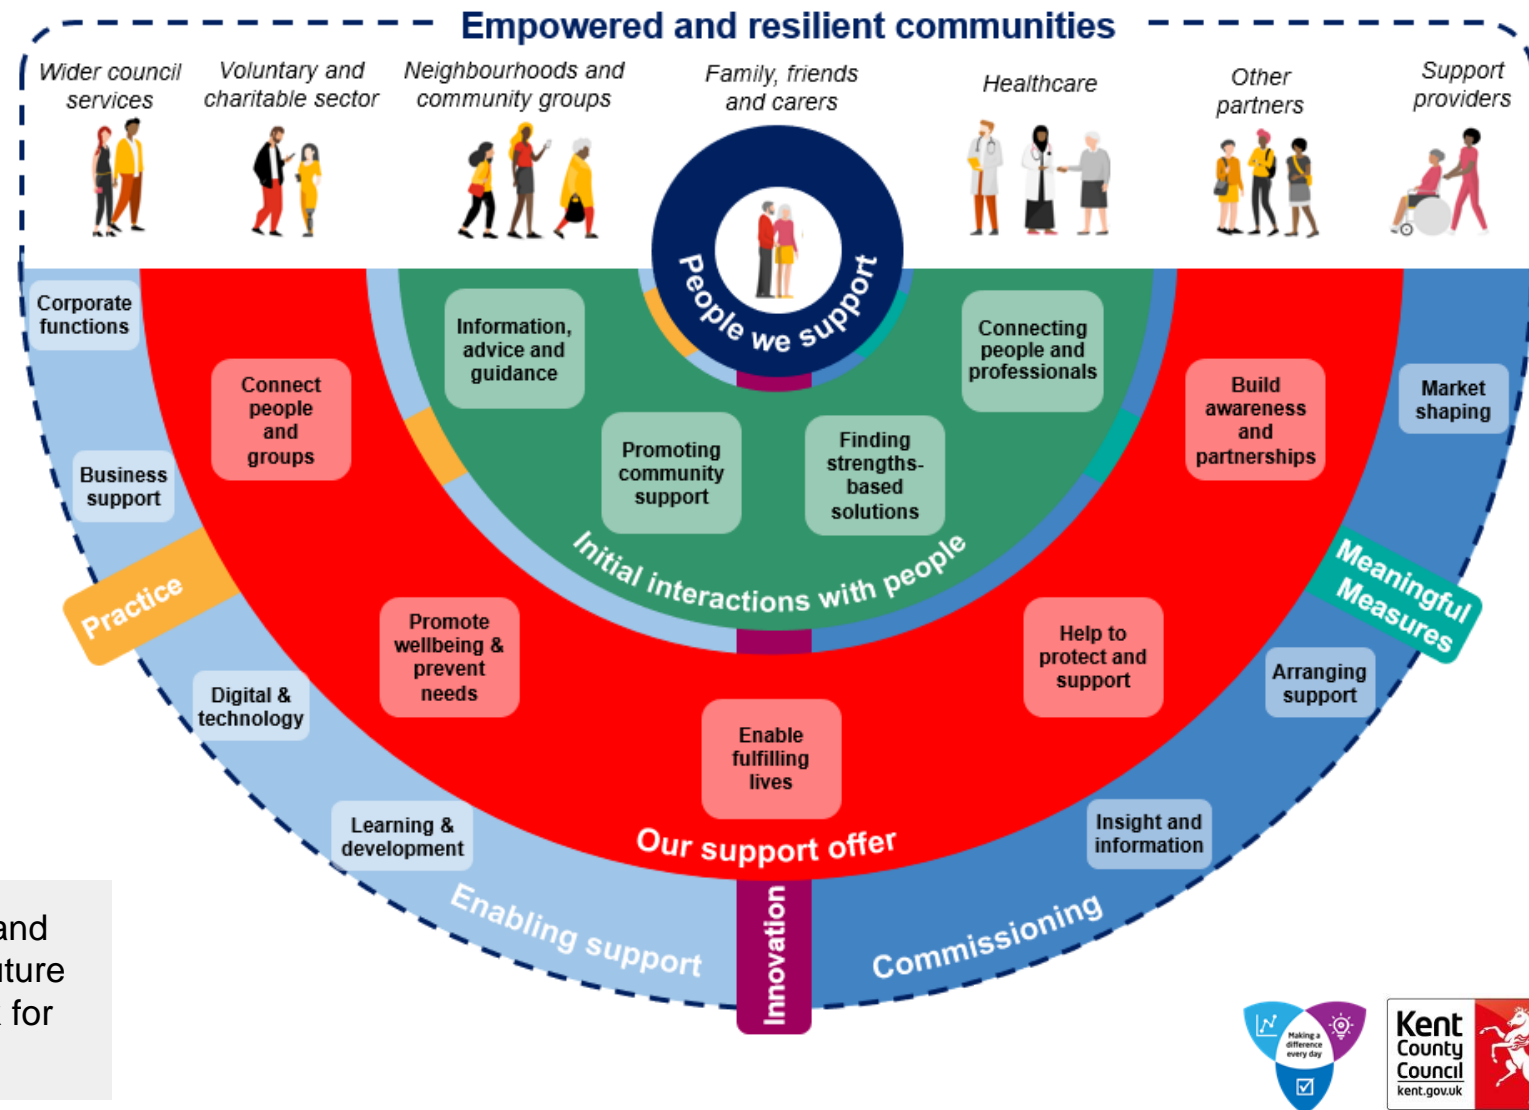 Empowered and resilient communities
Wider council
services
Voluntary and
charitable sector
Neighbourhoods and
community groups
Family, friends
and carers
Healthcare
Other
partners
Support
providers
People we support
Information,
advice and
guidance
Promoting
community
support
Finding
strengths-
based
solutions
Connecting
people and
professionals
Initial interactions with people
Connect
people
and
groups
Promote
wellbeing &
prevent
needs
Enable
fulfilling
lives
Help to
protect and
support
Build
awareness
and
partnerships
Our support offer
Corporate
functions
Business
support
Practice
Digital &
technology
Learning &
development
Enabling support
Innovation
Commissioning
Insight and
information
Arranging
support
Meaningful
Measures
Market
shaping
and
for
Making a
difference
every day
Kent
County
Council
kent.gov.uk